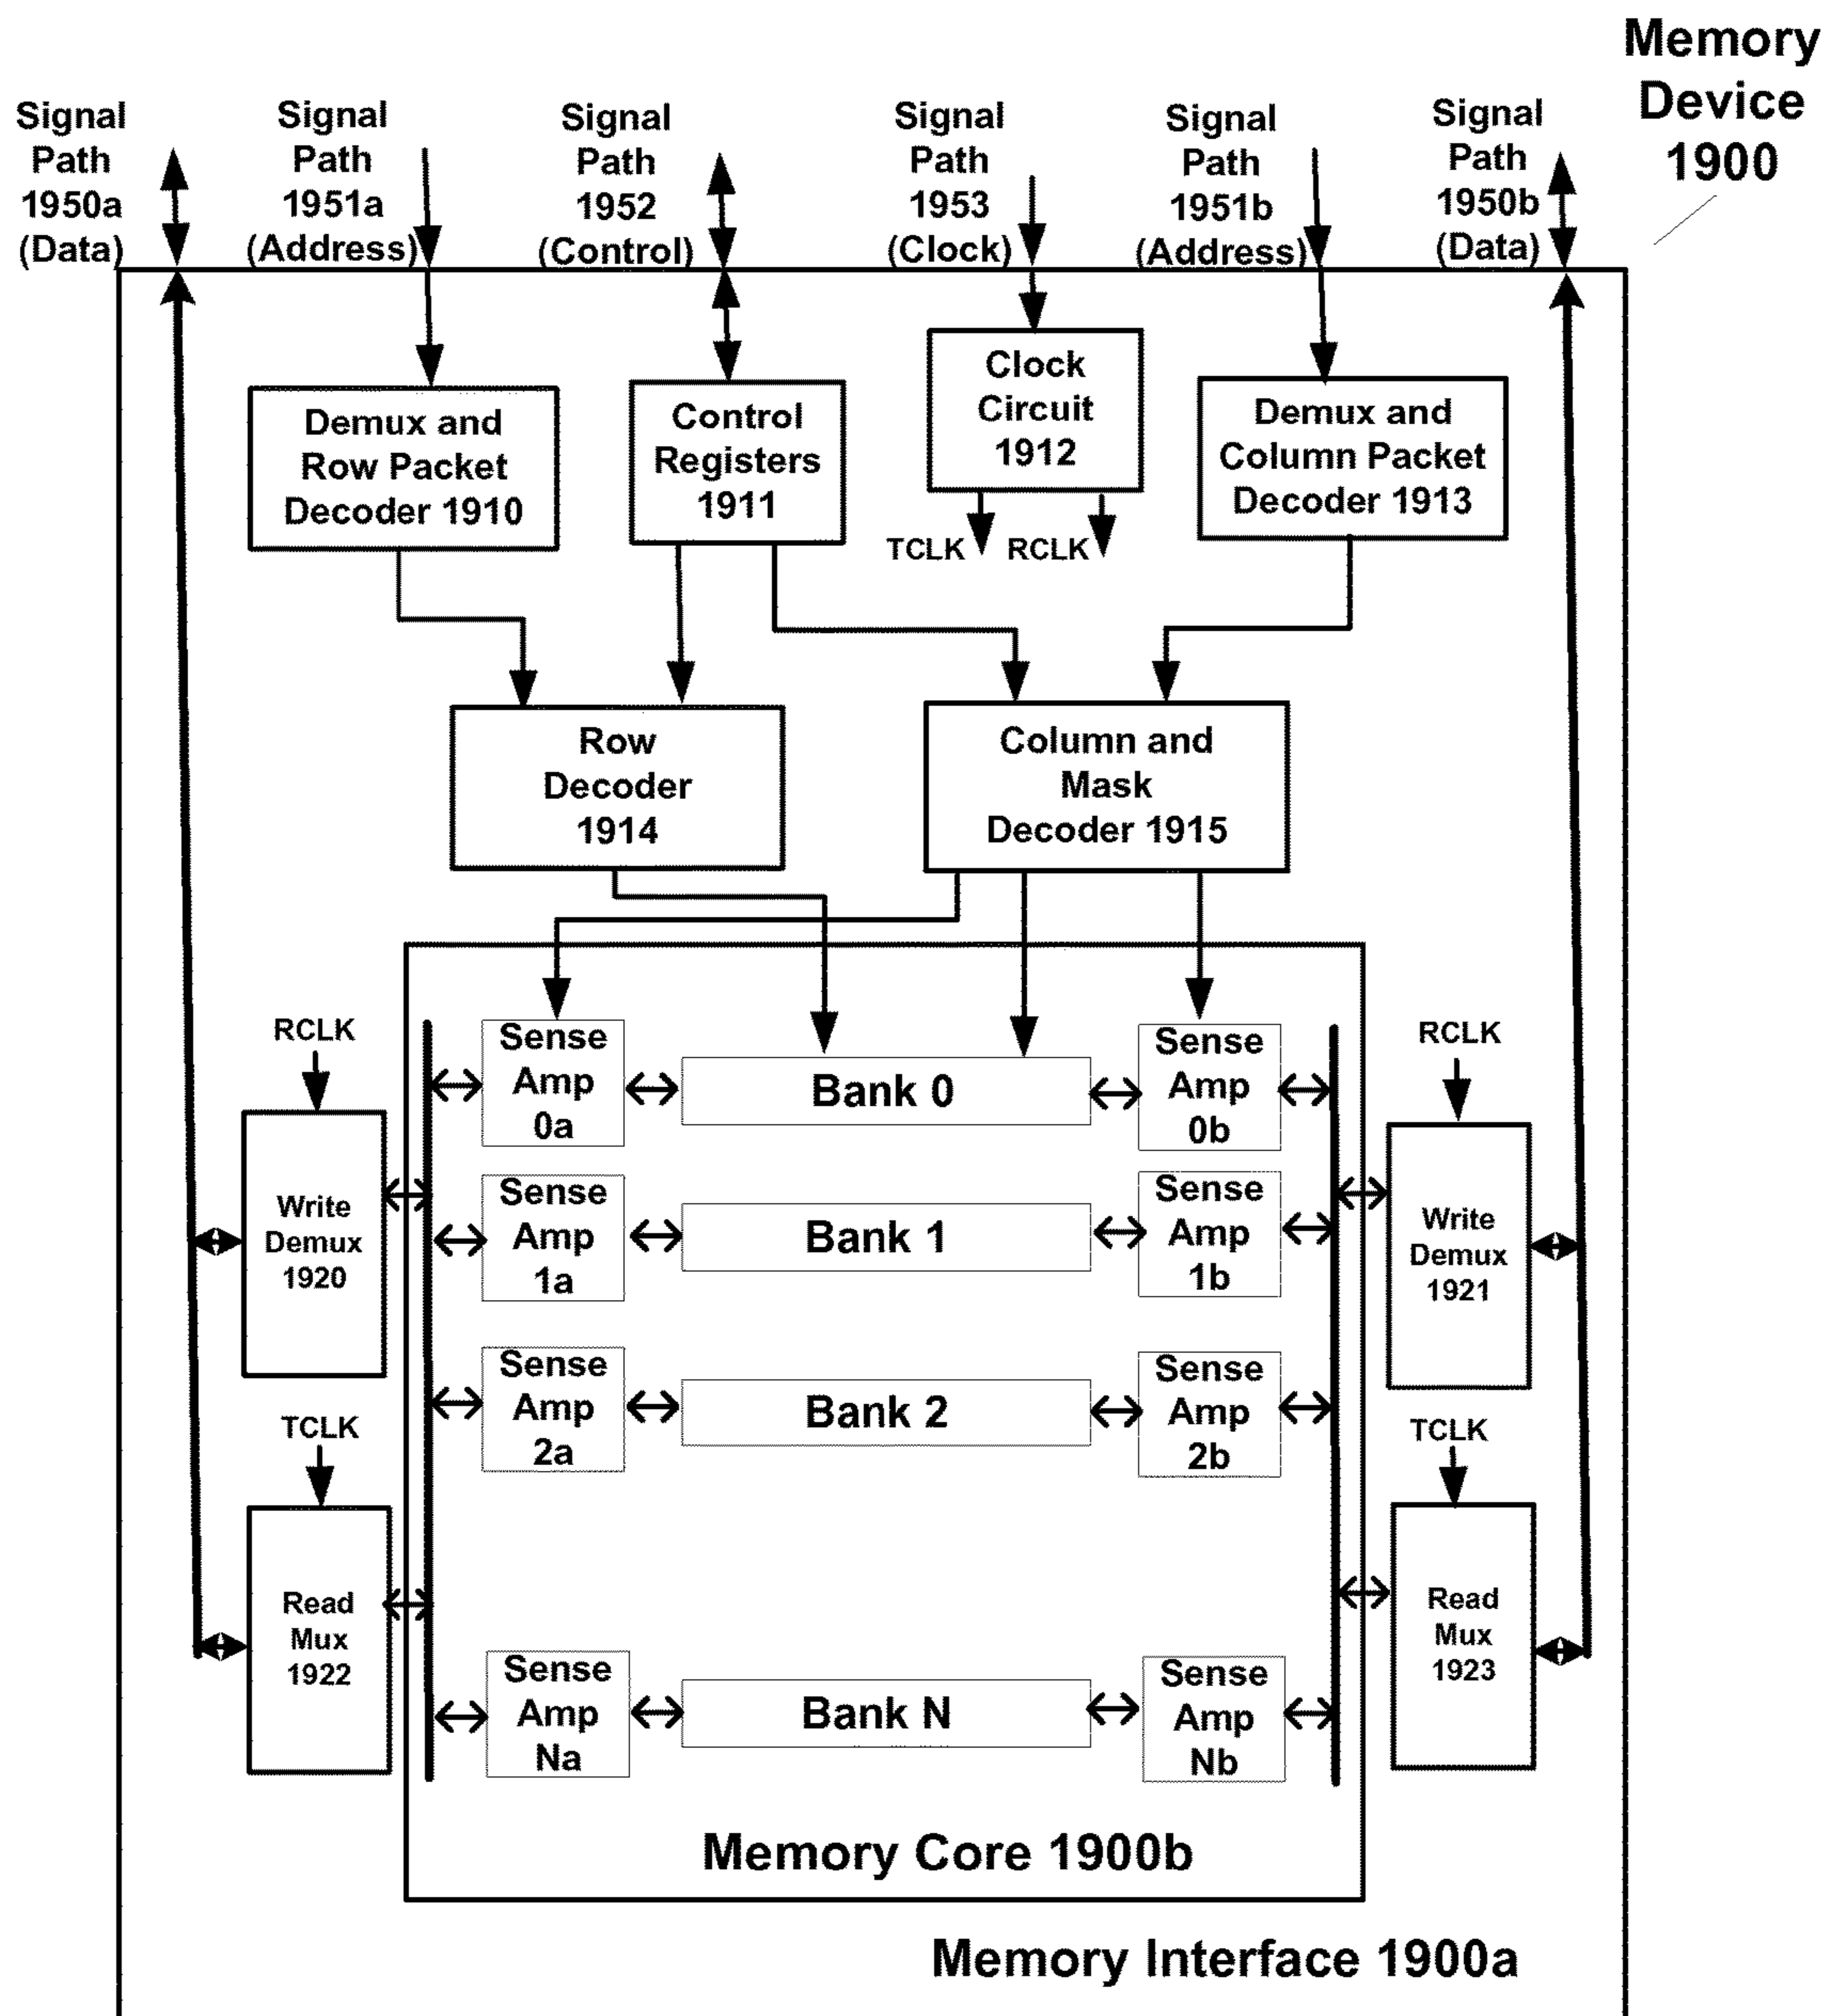 Memory
Device
1900
Signal
Path
1950a
(Data)
Signal
Path
1951a
(Address)
Signal
Path
1952
(Control)
Signal
Path
1953
(Clock)
Signal
Path
1951b
(Address)
Signal
Path
1950b
(Data)
Demux and
Row Packet
Decoder 1910
Control
Registers
1911
Clock
Circuit
1912
Demux and
Column Packet
Decoder 1913
TCLK
RCLK
Row
Decoder
1914
Column and
Mask
Decoder 1915
RCLK
Write
Demux
1920
TCLK
Read
Mux
1922
Sense
Amp
0a
Bank 0
Sense
Amp
0b
Sense
Amp
1a
Bank 1
Sense
Amp
1b
Sense
Amp
2a
Bank 2
Sense
Amp
2b
Sense
Amp
Na
Bank N
Sense
Amp
Nb
RCLK
Write
Demux
1921
TCLK
Read
Mux
1923
Memory Core 1900b
Memory Interface 1900a